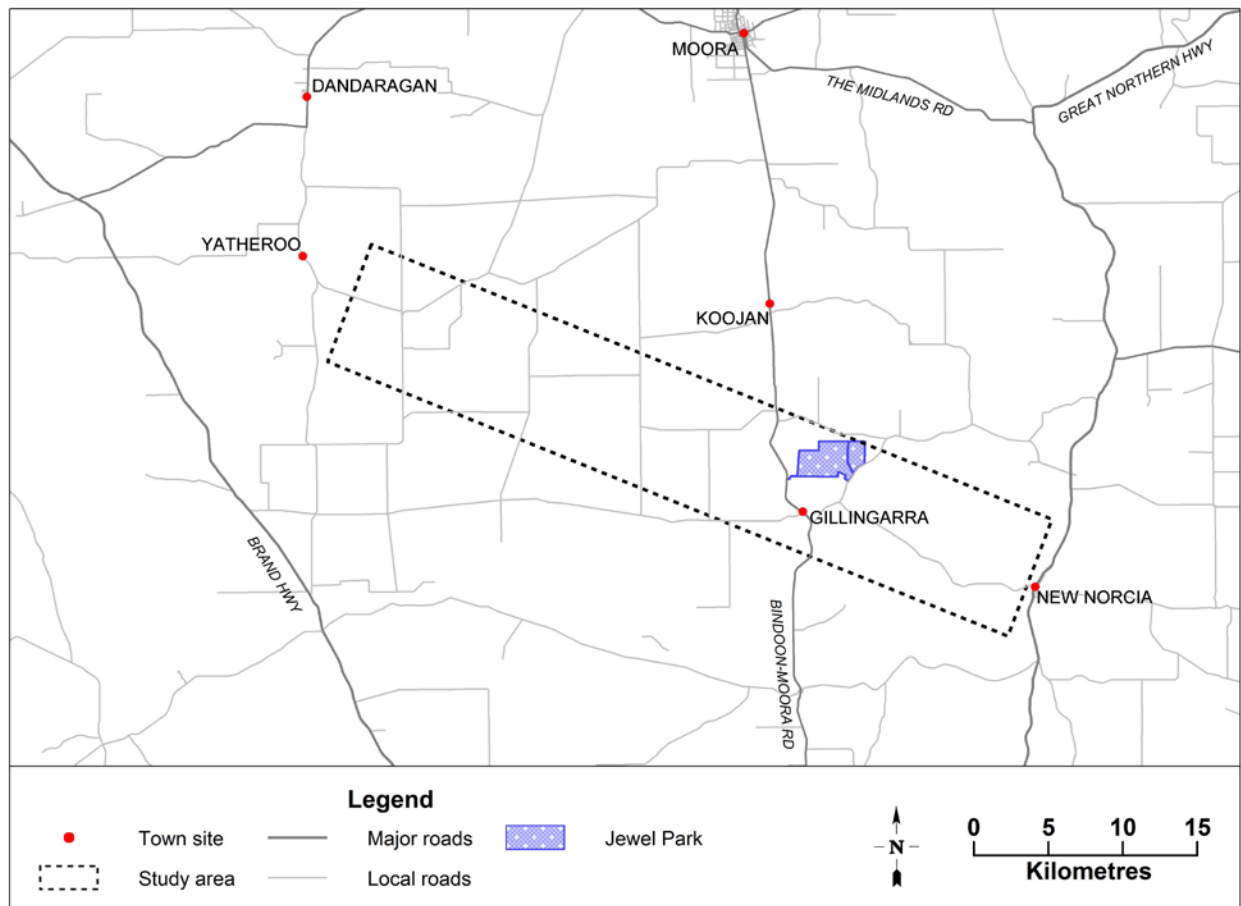 MOORA
DANDARAGAN
THE MIDLANDS RD
GREAT NORTHERN HWY
YATHEROO
KOOJAN
GILLINGARRA
BRAND HWY
NEW NORCIA
BINDOON-MOORA RD
Legend
Town site
Major roads
Jewel Park
Study area
Local roads
N
0 5 10 15
Kilometres